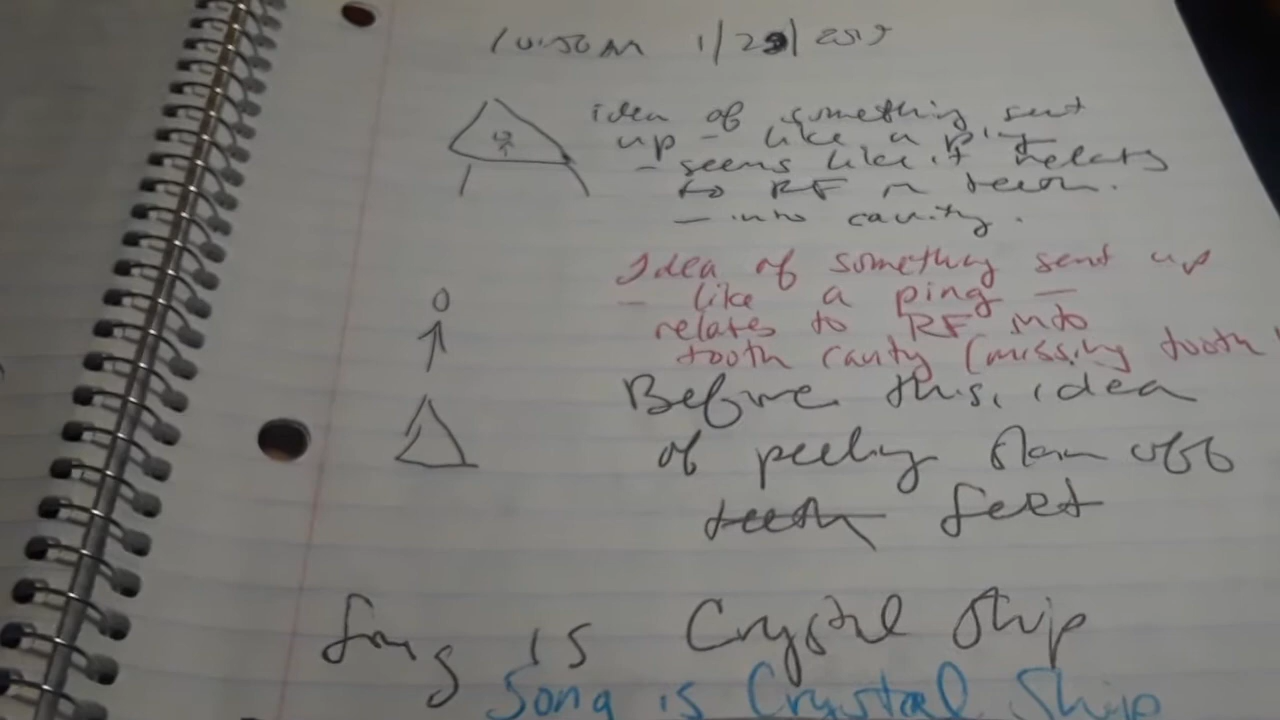 10:50 AM 1/29/2019
idea of something sent
up - like a ping
- seems like it relates
to RF in teeth.
- into cavity.
Idea of something sent up
- like a ping -
relates to RF into
tooth cavity (missing tooth
Before this, idea
of peeling skin off
teeth feet
Song is Crystal Ship
Song is Crystal Ship